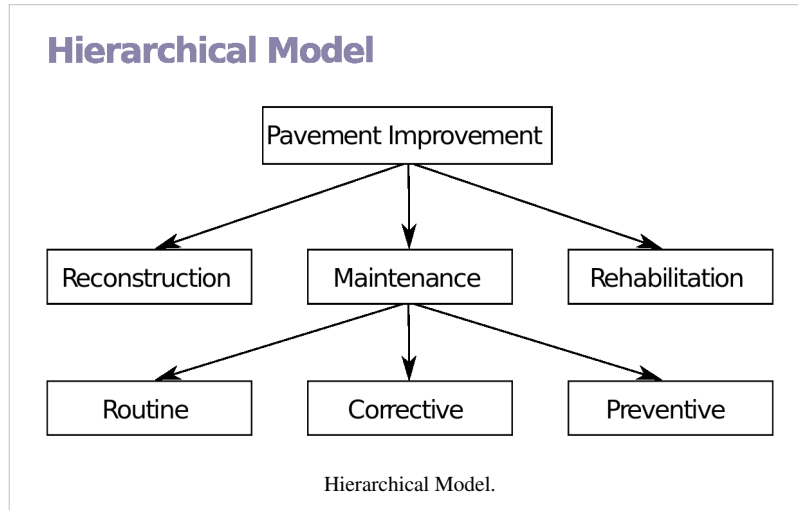 Hierarchical Model
Pavement Improvement
Reconstruction
Maintenance
Rehabilitation
Routine
Corrective
Preventive
Hierarchical Model.